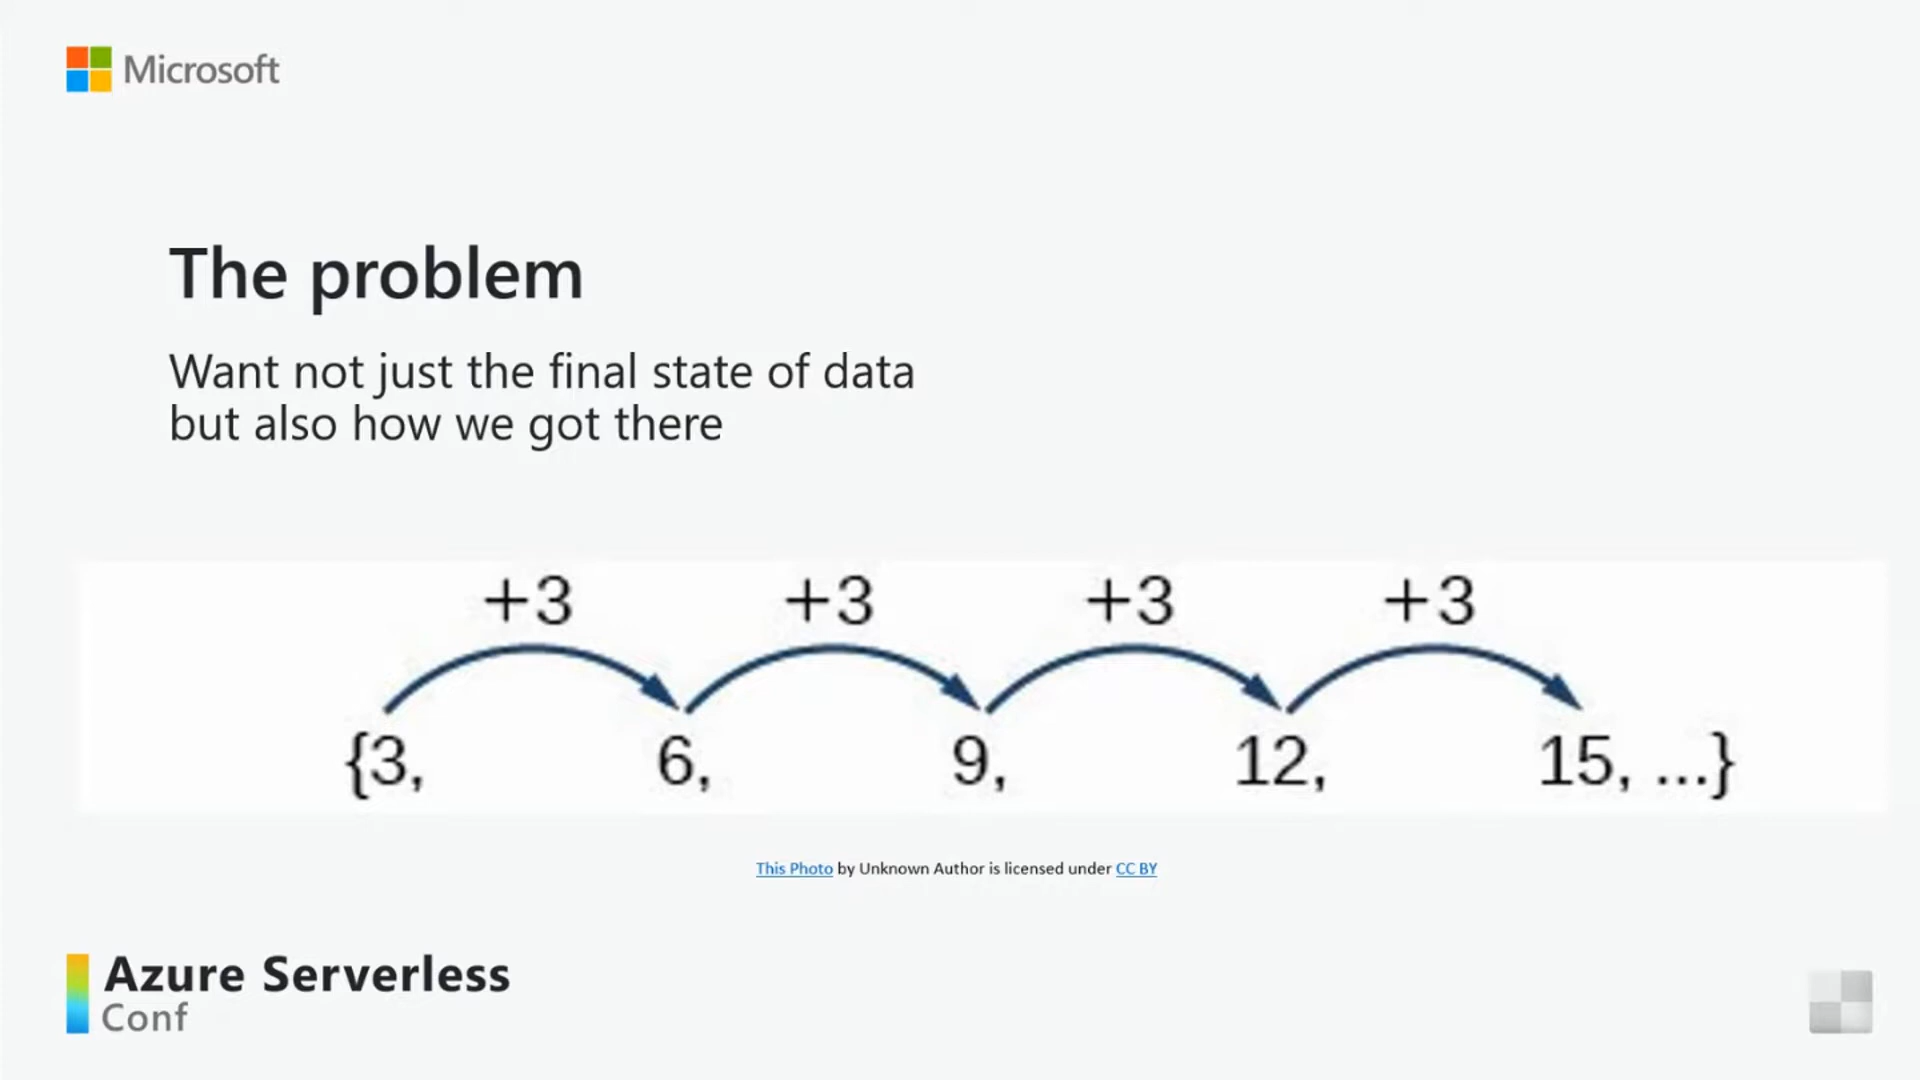 Microsoft
The problem
Want not just the final state of data
but also how we got there
+3 +3 +3 +3
{3, 6, 9, 12, 15, ...}
This Photo by Unknown Author is licensed under CC BY
Azure Serverless
Conf